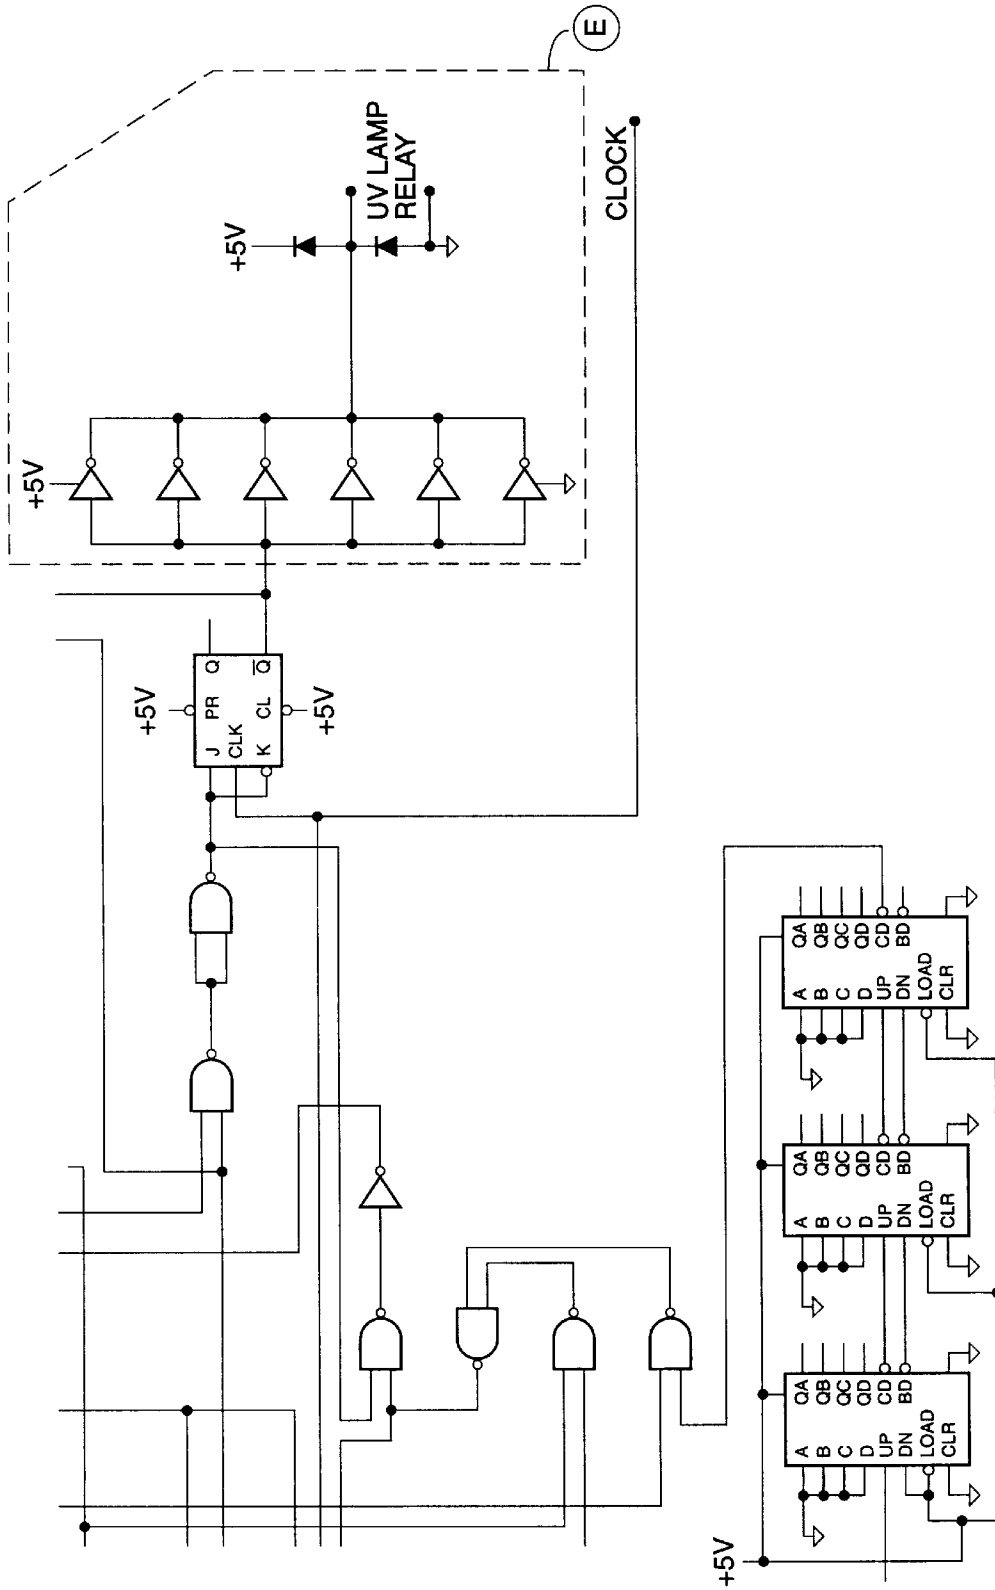 E
+5V
UV LAMP
RELAY
CLOCK
+5V
+5V
PR
J
Q
CLK
K
CL
Q̅
+5V
A
B
C
D
UP
DN
LOAD
CLR
QA
QB
QC
QD
CD
BD
A
B
C
D
UP
DN
LOAD
CLR
QA
QB
QC
QD
CD
BD
A
B
C
D
UP
DN
LOAD
CLR
QA
QB
QC
QD
CD
BD
+5V